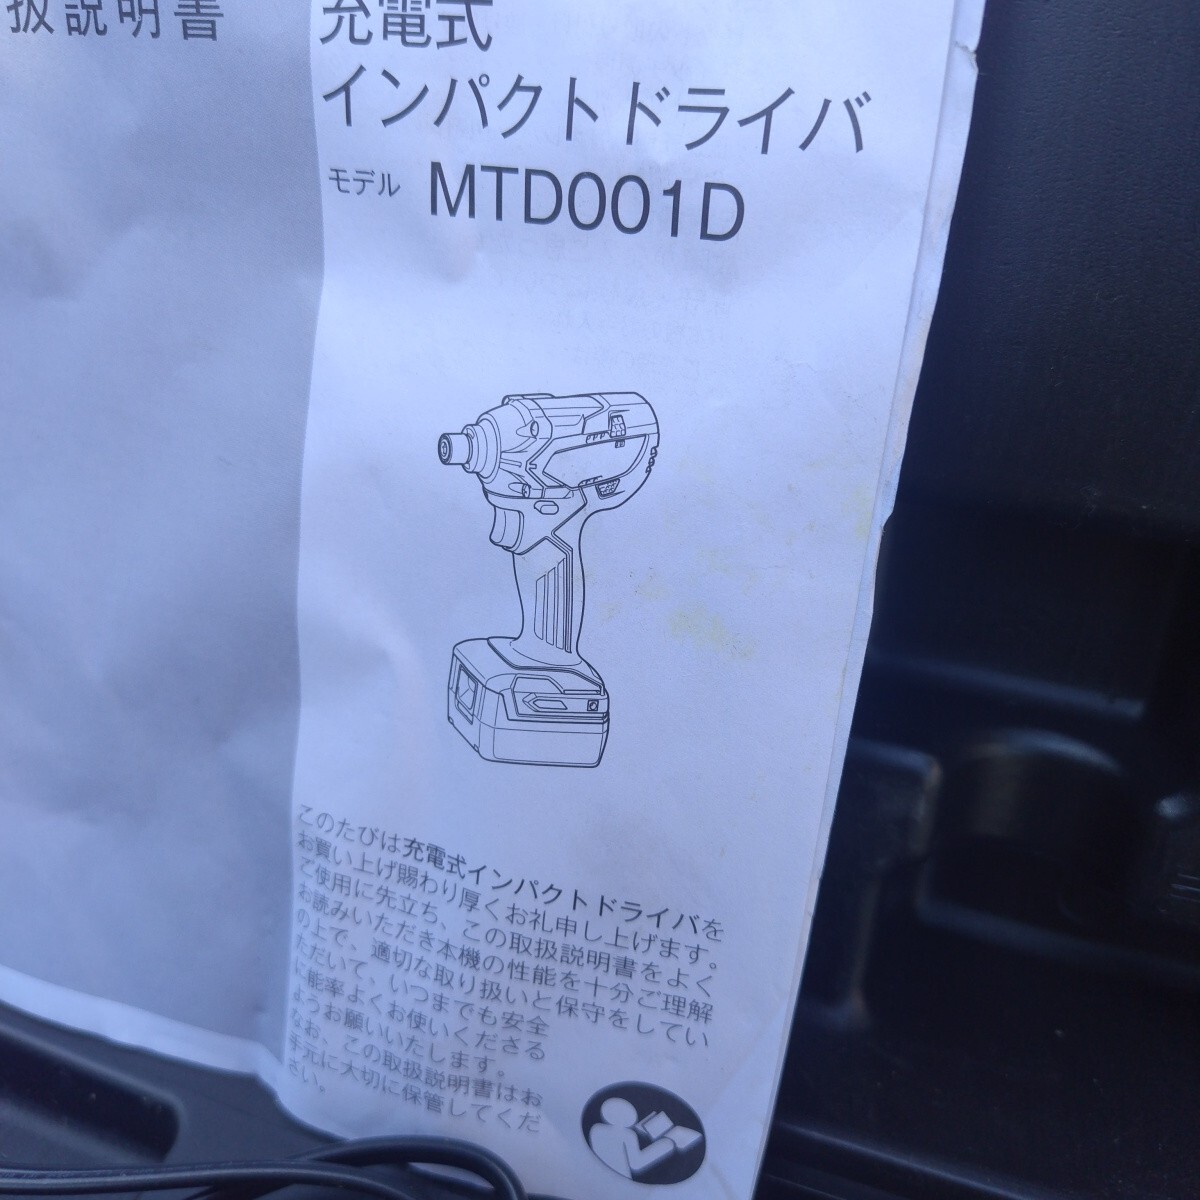 扱説明書
充電式
インパクトドライバ
モデル MTD001D
このたびは充電式インパクトドライバを
お買い上げ賜わり厚くお礼申し上げます。
ご使用に先立ち、この取扱説明書をよく
お読みいただき本機の性能を十分ご理解
の上で、適切な取り扱いと保守をしてい
ただいて、いつまでも安全
に能率よくお使いくださる
ようお願いいたします。
なお、この取扱説明書はお
手元に大切に保管してくだ
さい。